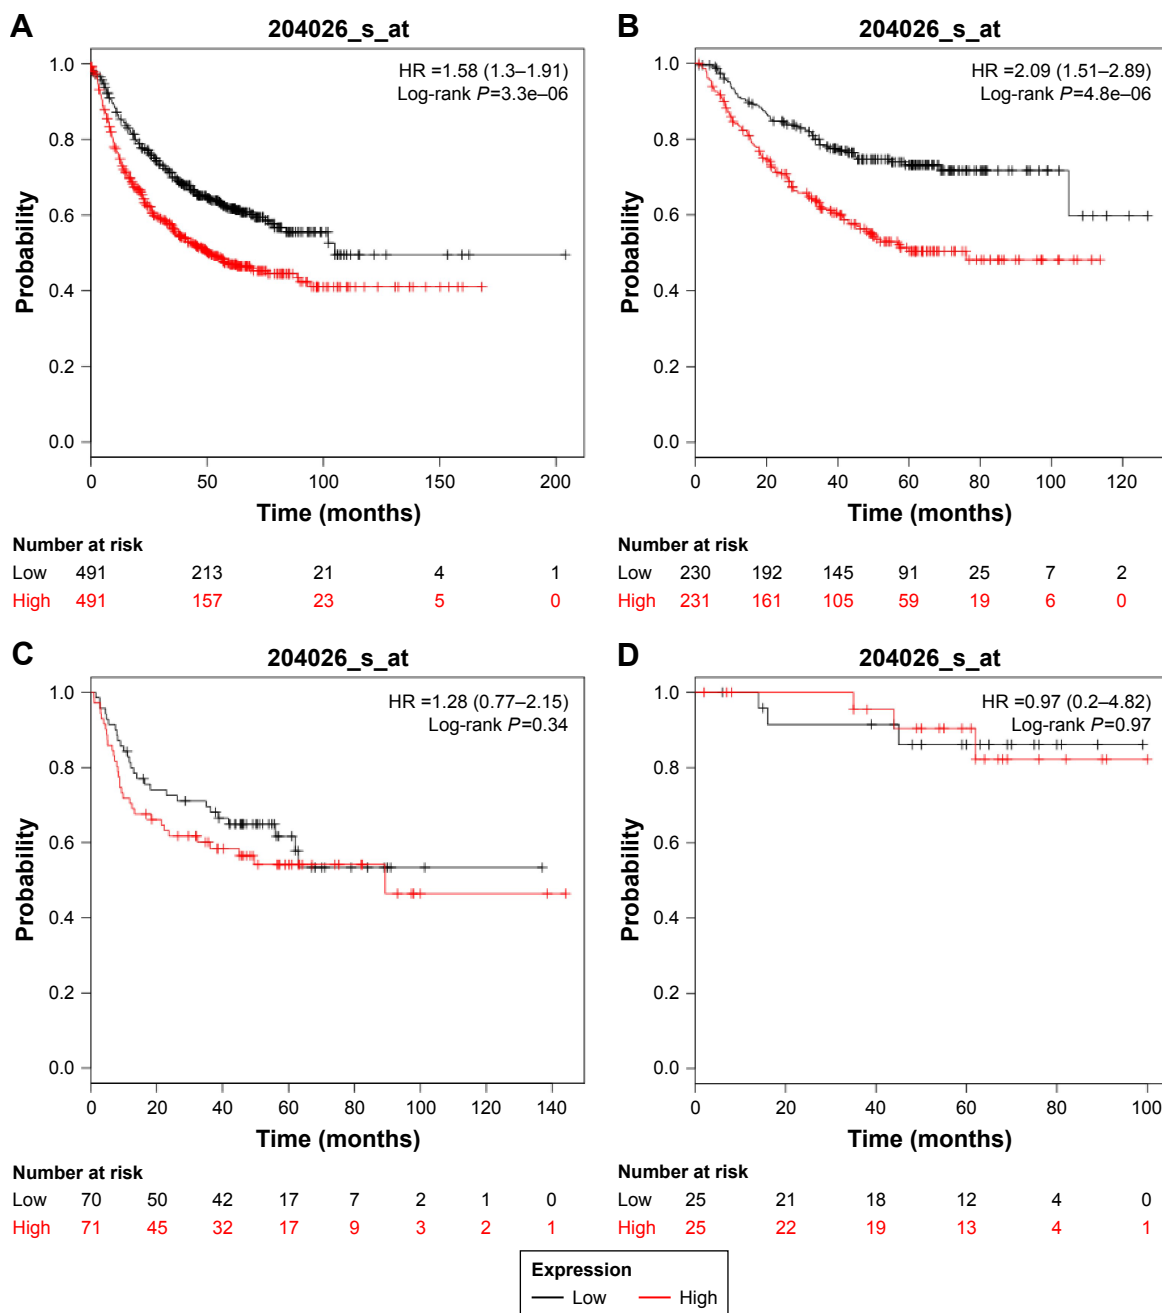 A
204026_s_at
HR =1.58 (1.3–1.91)
Log-rank P=3.3e–06
Probability
1.0
0.8
0.6
0.4
0.2
0.0
0 50 100 150 200
Time (months)
Number at risk
Low 491 213 21 4 1
High 491 157 23 5 0
B
204026_s_at
HR =2.09 (1.51–2.89)
Log-rank P=4.8e–06
Probability
1.0
0.8
0.6
0.4
0.2
0.0
0 20 40 60 80 100 120
Time (months)
Number at risk
Low 230 192 145 91 25 7 2
High 231 161 105 59 19 6 0
C
204026_s_at
HR =1.28 (0.77–2.15)
Log-rank P=0.34
Probability
1.0
0.8
0.6
0.4
0.2
0.0
0 20 40 60 80 100 120 140
Time (months)
Number at risk
Low 70 50 42 17 7 2 1 0
High 71 45 32 17 9 3 2 1
D
204026_s_at
HR =0.97 (0.2–4.82)
Log-rank P=0.97
Probability
1.0
0.8
0.6
0.4
0.2
0.0
0 20 40 60 80 100
Time (months)
Number at risk
Low 25 21 18 12 4 0
High 25 22 19 13 4 1
Expression
Low High